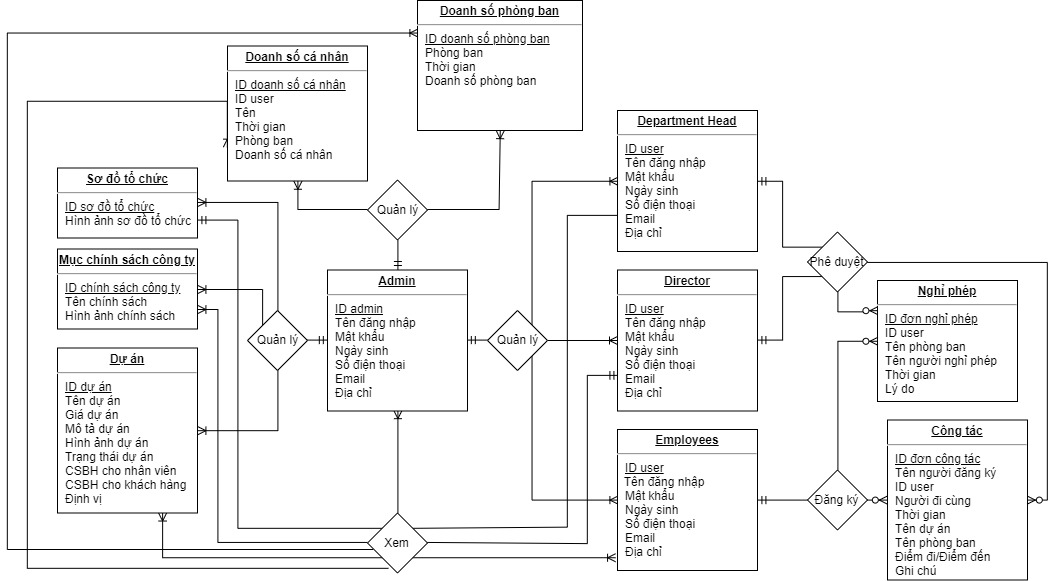 Doanh số phòng ban
ID doanh số phòng ban
Phòng ban
Thời gian
Doanh số phòng ban
Doanh số cá nhân
ID doanh số cá nhân
ID user
Tên
Thời gian
Phòng ban
Doanh số cá nhân
Sơ đồ tổ chức
ID sơ đồ tổ chức
Hình ảnh sơ đồ tổ chức
Mục chính sách công ty
ID chính sách công ty
Tên chính sách
Hình ảnh chính sách
Dự án
ID dự án
Tên dự án
Giá dự án
Mô tả dự án
Hình ảnh dự án
Trạng thái dự án
CSBH cho nhân viên
CSBH cho khách hàng
Định vị
Quản lý
Quản lý
Admin
ID admin
Tên đăng nhập
Mật khẩu
Ngày sinh
Số điện thoại
Email
Địa chỉ
Quản lý
Xem
Department Head
ID user
Tên đăng nhập
Mật khẩu
Ngày sinh
Số điện thoại
Email
Địa chỉ
Director
ID user
Tên đăng nhập
Mật khẩu
Ngày sinh
Số điện thoại
Email
Địa chỉ
Employees
ID user
Tên đăng nhập
Mật khẩu
Ngày sinh
Số điện thoại
Email
Địa chỉ
Phê duyệt
Đăng ký
Nghỉ phép
ID đơn nghỉ phép
ID user
Tên phòng ban
Tên người nghỉ phép
Thời gian
Lý do
Công tác
ID đơn công tác
Tên người đăng ký
ID user
Người đi cùng
Thời gian
Tên dự án
Tên phòng ban
Điểm đi/Điểm đến
Ghi chú